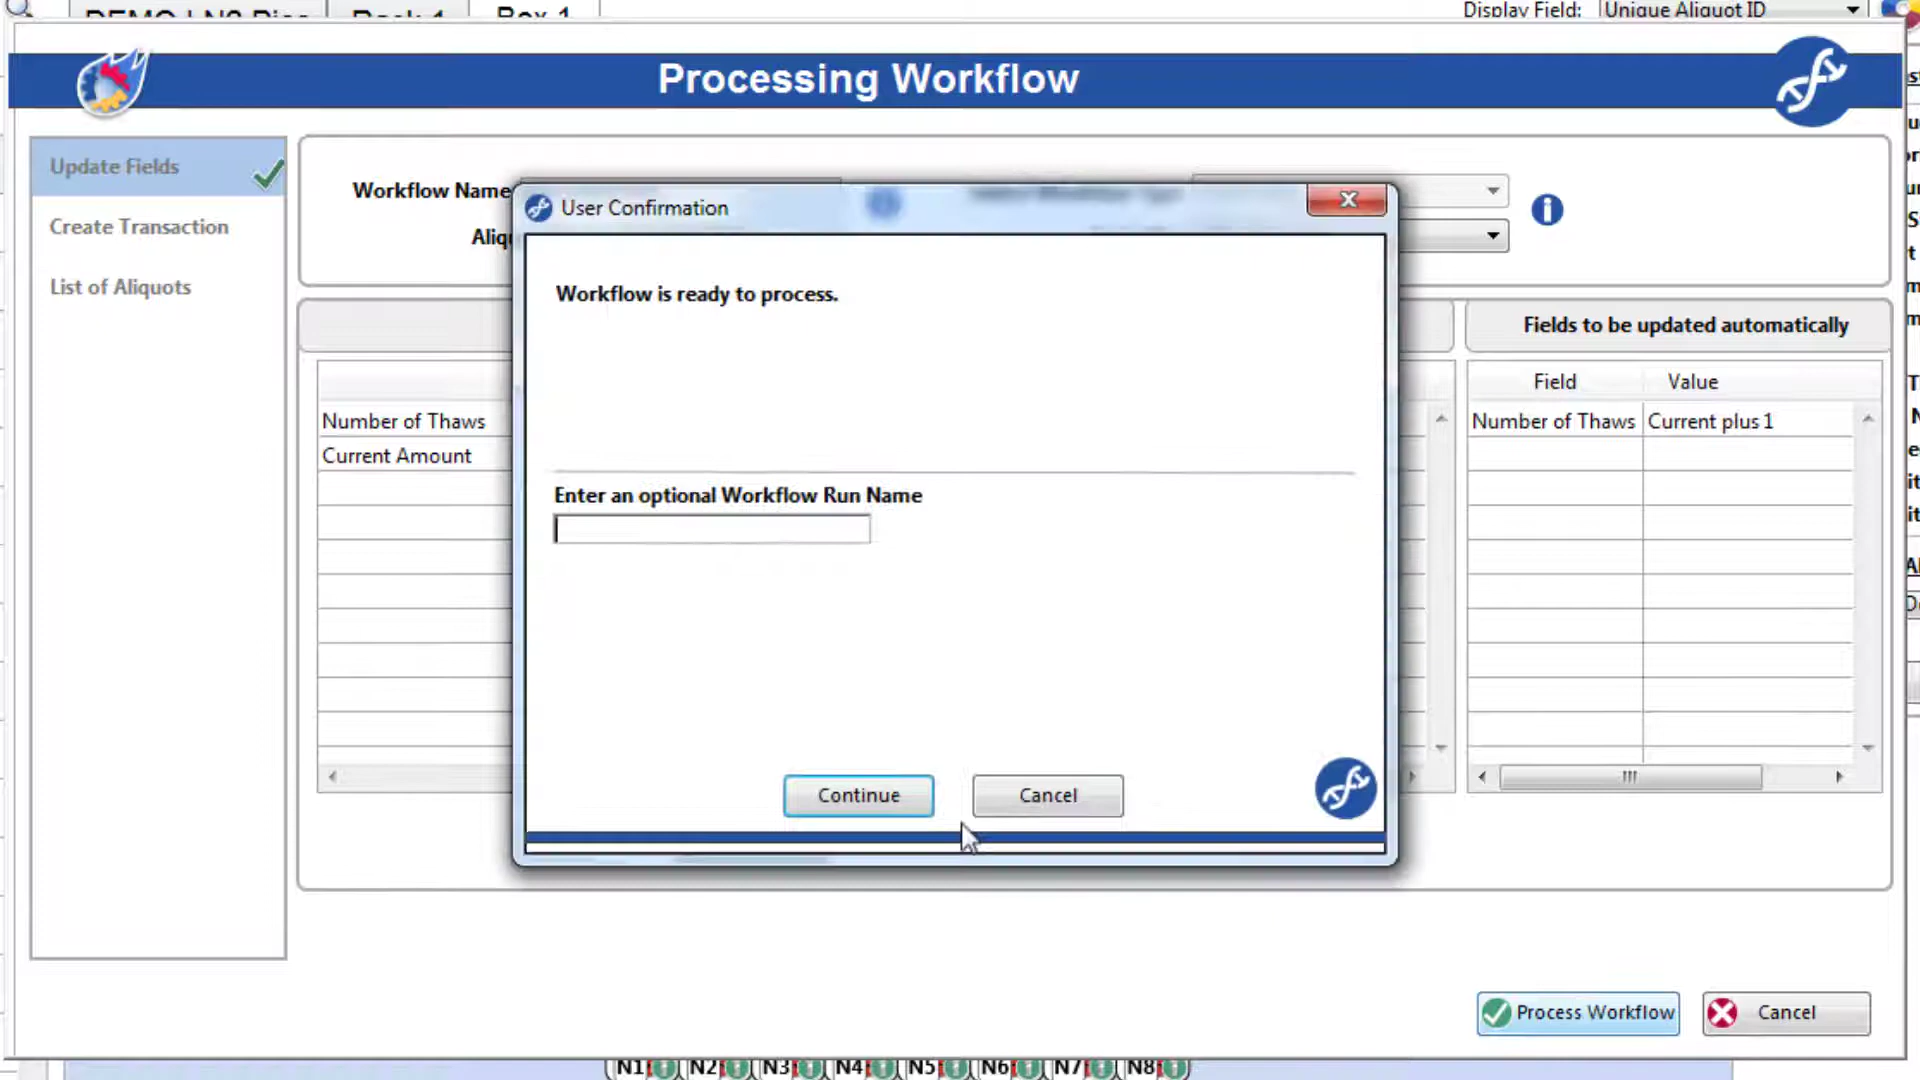 Display Field: Unique Aliquot ID
Processing Workflow
Update Fields
Create Transaction
List of Aliquots
Workflow Name
User Confirmation
Workflow is ready to process.
Enter an optional Workflow Run Name
Continue
Cancel
Number of Thaws
Current Amount
Fields to be updated automatically
Field Value
Number of Thaws Current plus 1
Process Workflow
Cancel
N1 N2 N3 N4 N5 N6 N7 N8